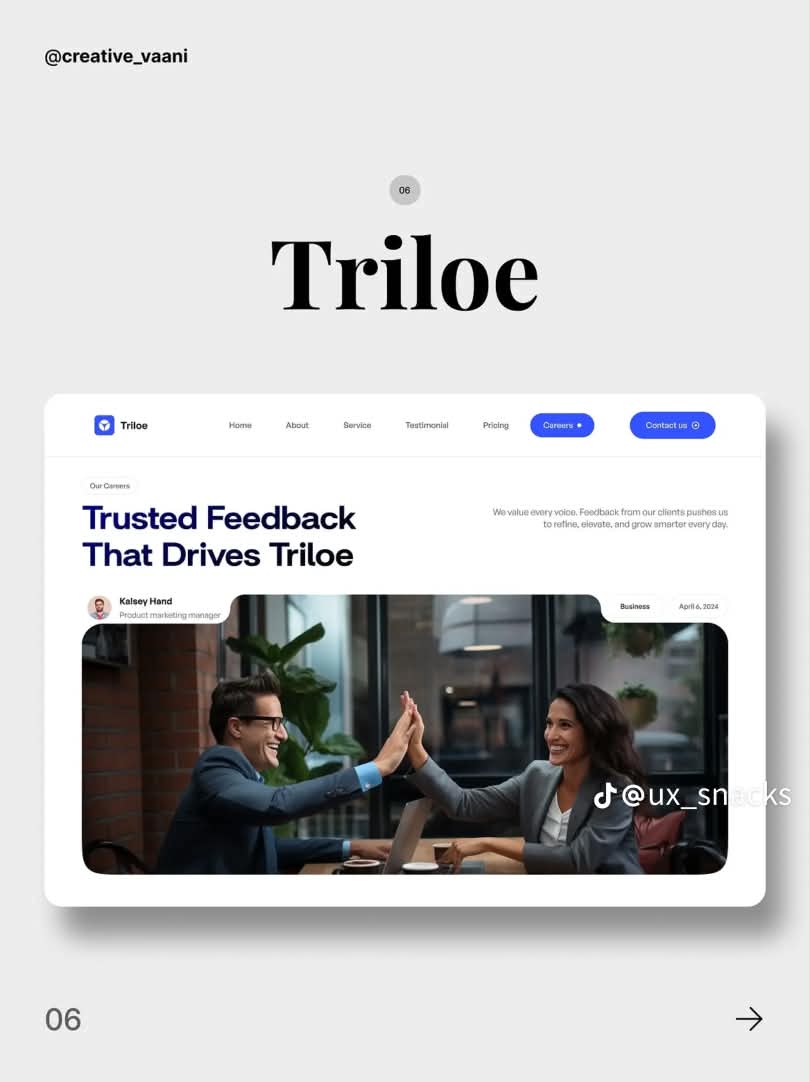 @creative_vaani
06
Triloe
Triloe
Home
About
Service
Testimonial
Pricing
Careers
Contact us
Our Careers
Trusted Feedback
That Drives Triloe
We value every voice. Feedback from our clients pushes us
to refine, elevate, and grow smarter every day.
Kalsey Hand
Product marketing manager
Business
April 6, 2024
@ux_snacks
06